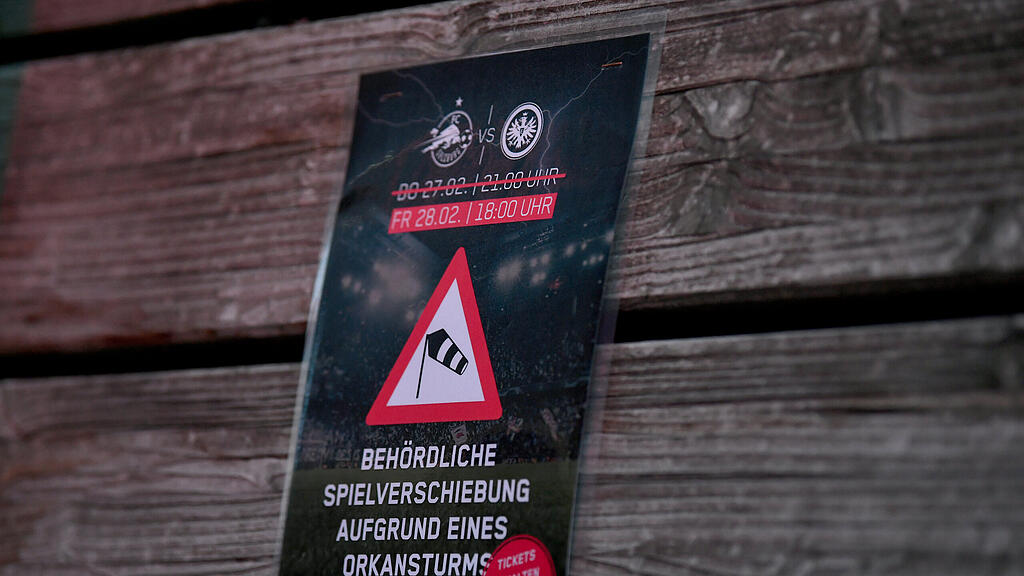 VS
DO 27.02. | 21:00 UHR
FR 28.02. | 18:00 UHR
BEHÖRDLICHE
SPIELVERSCHIEBUNG
AUFGRUND EINES
ORKANSTURMS
TICKETS